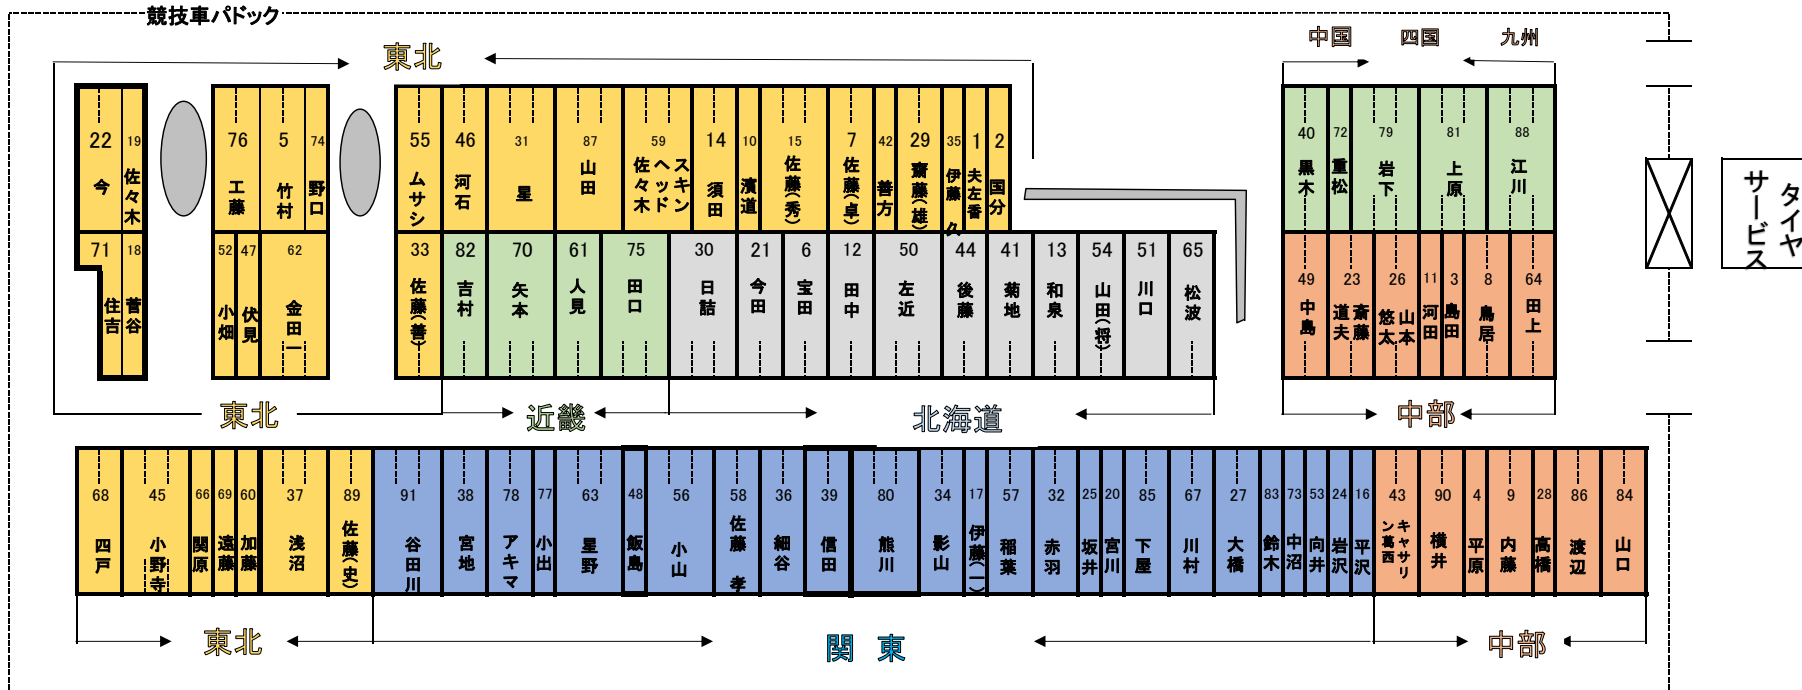 競技車パドック
東北
中国 四国 九州
22 今
19 佐々木
76 工藤
5 竹村
74 野口
55 ムサシ
46 河石
31 星
87 山田
59 佐々木 スキンヘッド
14 須田
10 濱道
15 佐藤(秀)
7 佐藤(卓)
42 善方
29 齋藤(雄)
35 伊藤 久
1 夫左香
2 国分
40 黒木
72 重松
79 岩下
81 上原
88 江川
タイヤサービス
71 住吉
18 菅谷
52 小畑
47 伏見
62 金田一
33 佐藤(善)
82 吉村
70 矢本
61 人見
75 田口
30 日詰
21 今田
6 宝田
12 田中
50 左近
44 後藤
41 菊地
13 和泉
54 山田(将)
51 川口
65 松波
49 中島
23 斎藤道夫
26 山本悠太
11 河田
3 島田
8 鳥居
64 田上
東北 近畿 北海道 中部
68 四戸
45 小野寺
66 関原
69 遠藤
60 加藤
37 浅沼
89 佐藤(史)
91 谷田川
38 宮地
78 アキマ
77 小出
63 星野
48 飯島
56 小山
58 佐藤 孝
36 細谷
39 信田
80 熊川
34 影山
17 伊藤(一)
57 稲葉
32 赤羽
25 坂井
20 宮川
85 下屋
67 川村
27 大橋
83 鈴木
73 中沼
53 向井
24 岩沢
16 平沢
43 キャサリン葛西
90 横井
4 平原
9 内藤
28 高橋
86 渡辺
84 山口
東北 関東 中部